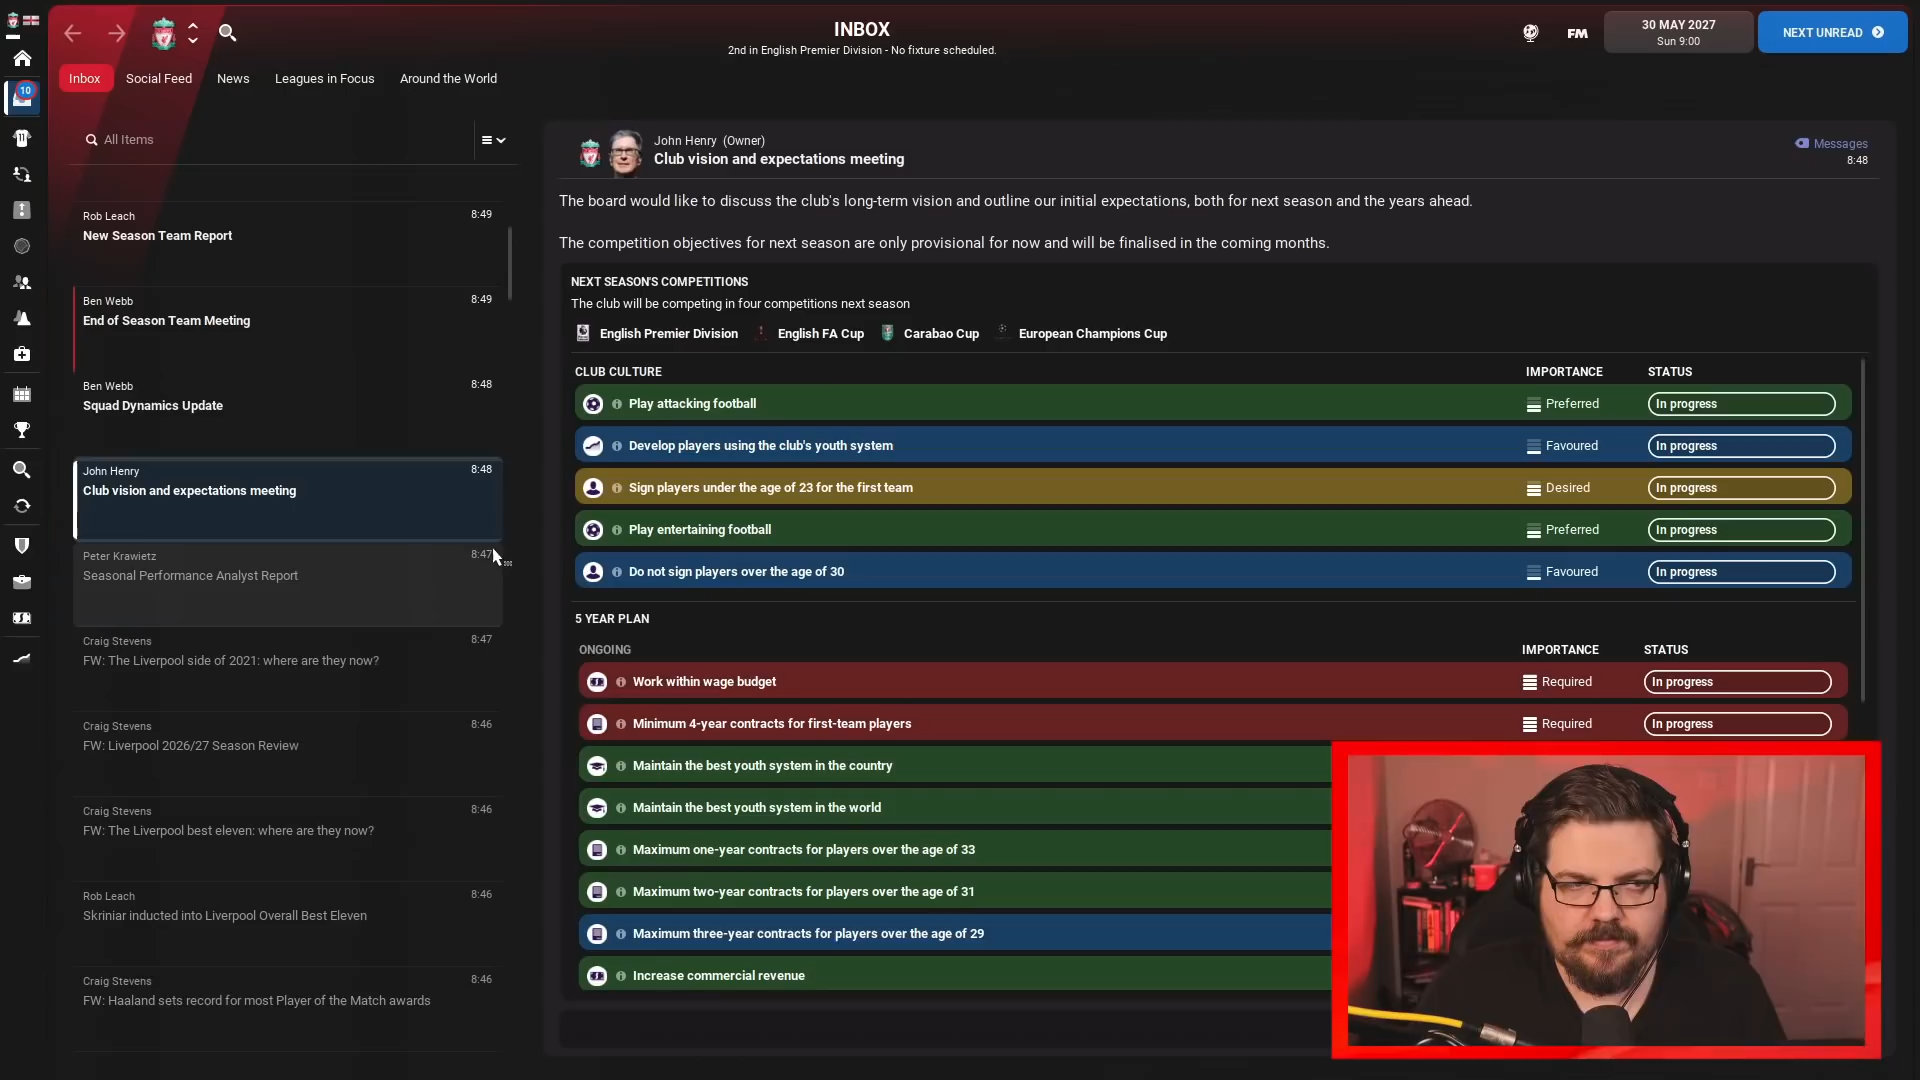 INBOX
2nd in English Premier Division - No fixture scheduled.
FM
30 MAY 2027
Sun 9:00
NEXT UNREAD
10
11
Inbox
Social Feed
News
Leagues in Focus
Around the World
All Items
Rob Leach
8:49
New Season Team Report
Ben Webb
8:49
End of Season Team Meeting
Ben Webb
8:48
Squad Dynamics Update
John Henry
8:48
Club vision and expectations meeting
Peter Krawietz
8:47
Seasonal Performance Analyst Report
Craig Stevens
8:47
FW: The Liverpool side of 2021: where are they now?
Craig Stevens
8:46
FW: Liverpool 2026/27 Season Review
Craig Stevens
8:46
FW: The Liverpool best eleven: where are they now?
Rob Leach
8:46
Skriniar inducted into Liverpool Overall Best Eleven
Craig Stevens
8:46
FW: Haaland sets record for most Player of the Match awards
John Henry (Owner)
Club vision and expectations meeting
Messages
8:48
The board would like to discuss the club's long-term vision and outline our initial expectations, both for next season and the years ahead.
The competition objectives for next season are only provisional for now and will be finalised in the coming months.
NEXT SEASON'S COMPETITIONS
The club will be competing in four competitions next season
English Premier Division English FA Cup Carabao Cup European Champions Cup
CLUB CULTURE IMPORTANCE STATUS
Play attacking football Preferred In progress
Develop players using the club's youth system Favoured In progress
Sign players under the age of 23 for the first team Desired In progress
Play entertaining football Preferred In progress
Do not sign players over the age of 30 Favoured In progress
5 YEAR PLAN
ONGOING IMPORTANCE STATUS
Work within wage budget Required In progress
Minimum 4-year contracts for first-team players Required In progress
Maintain the best youth system in the country
Maintain the best youth system in the world
Maximum one-year contracts for players over the age of 33
Maximum two-year contracts for players over the age of 31
Maximum three-year contracts for players over the age of 29
Increase commercial revenue